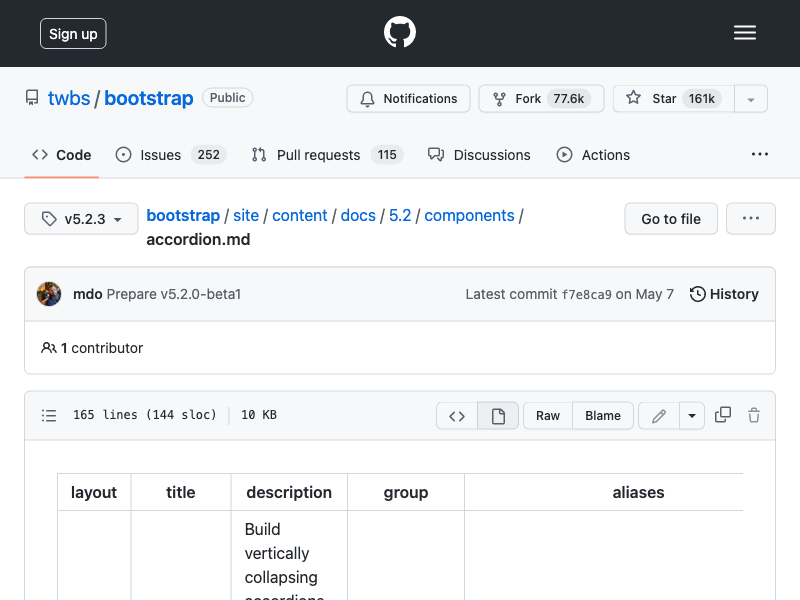 Sign up
twbs / bootstrap Public Notifications Fork 77.6k Star 161k
Code Issues 252 Pull requests 115 Discussions Actions
v5.2.3 bootstrap / site / content / docs / 5.2 / components / Go to file
accordion.md
mdo Prepare v5.2.0-beta1 Latest commit f7e8ca9 on May 7 History
1 contributor
165 lines (144 sloc) 10 KB Raw Blame
layout title description group aliases
Build
vertically
collapsing
accordions